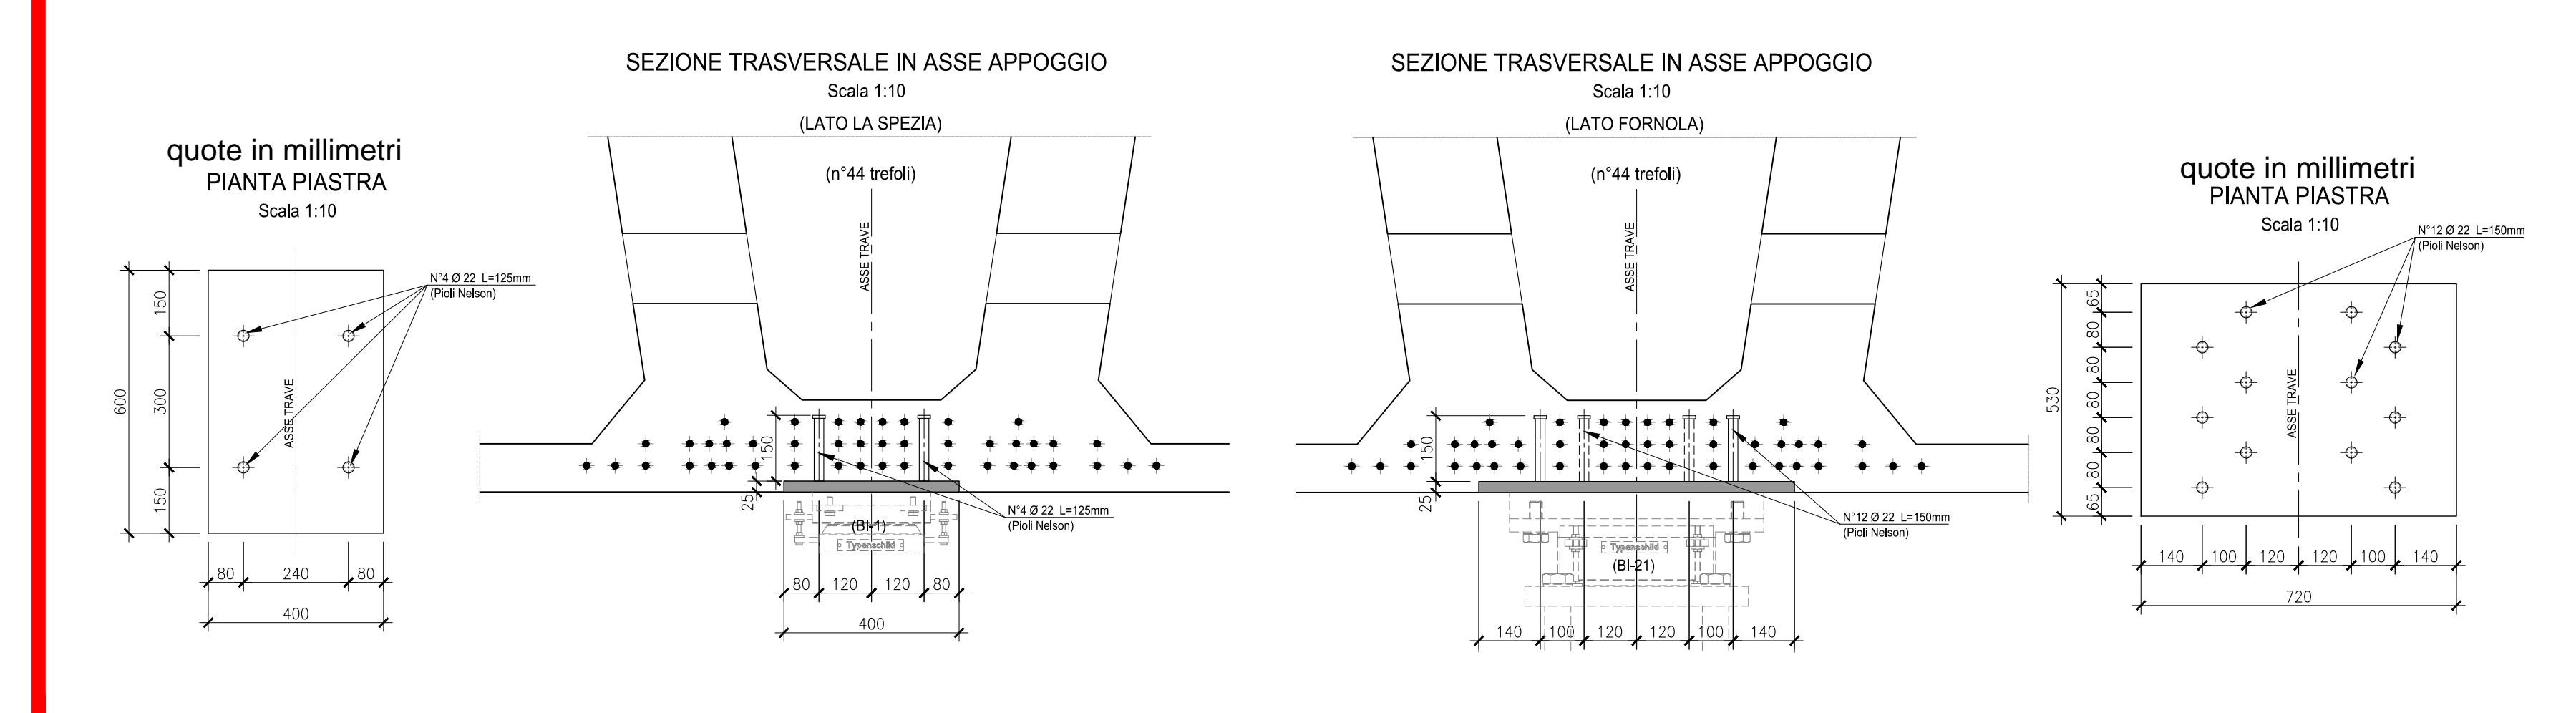 quote in millimetri
PIANTA PIASTRA
Scala 1:10
N°4 Ø 22 L=125mm
(Pioli Nelson)
ASSE TRAVE
150
300
150
600
80
240
80
400
SEZIONE TRASVERSALE IN ASSE APPOGGIO
Scala 1:10
(LATO LA SPEZIA)
(n°44 trefoli)
ASSE TRAVE
150
25
(BI-1)
Typenschild
N°4 Ø 22 L=125mm
(Pioli Nelson)
80
120
120
80
400
SEZIONE TRASVERSALE IN ASSE APPOGGIO
Scala 1:10
(LATO FORNOLA)
(n°44 trefoli)
ASSE TRAVE
150
25
Typenschild
(BI-21)
N°12 Ø 22 L=150mm
(Pioli Nelson)
140
100
120
120
100
140
quote in millimetri
PIANTA PIASTRA
Scala 1:10
N°12 Ø 22 L=150mm
(Pioli Nelson)
ASSE TRAVE
65
80
80
80
80
80
65
530
140
100
120
120
100
140
720